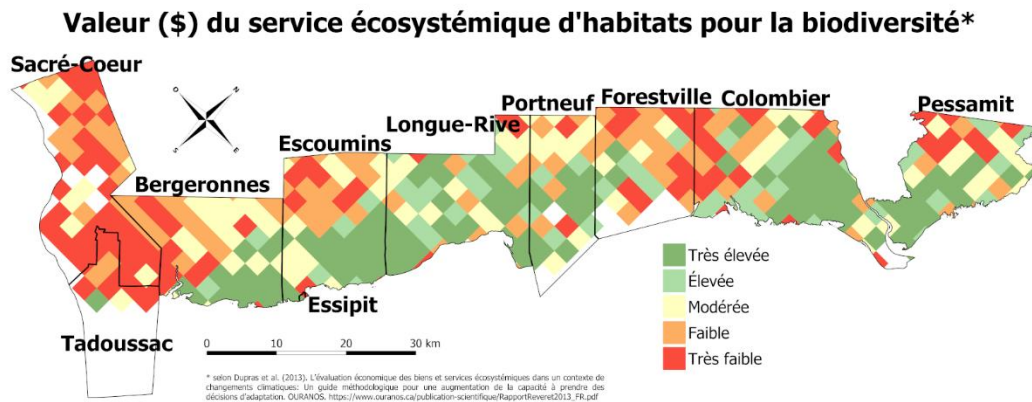 Valeur ($) du service écosystémique d'habitats pour la biodiversité*
Sacré-Coeur
O N
S E
Bergeronnes
Escoumins
Longue-Rive
Portneuf
Forestville
Colombier
Pessamit
Essipit
Tadoussac
Très élevée
Élevée
Modérée
Faible
Très faible
0 10 20 30 km
* selon Dupras et al. (2013). L'évaluation économique des biens et services écosystémiques dans un contexte de
changements climatiques: Un guide méthodologique pour une augmentation de la capacité à prendre des
décisions d'adaptation. OURANOS. https://www.ouranos.ca/publication-scientifique/RapportReveret2013_FR.pdf